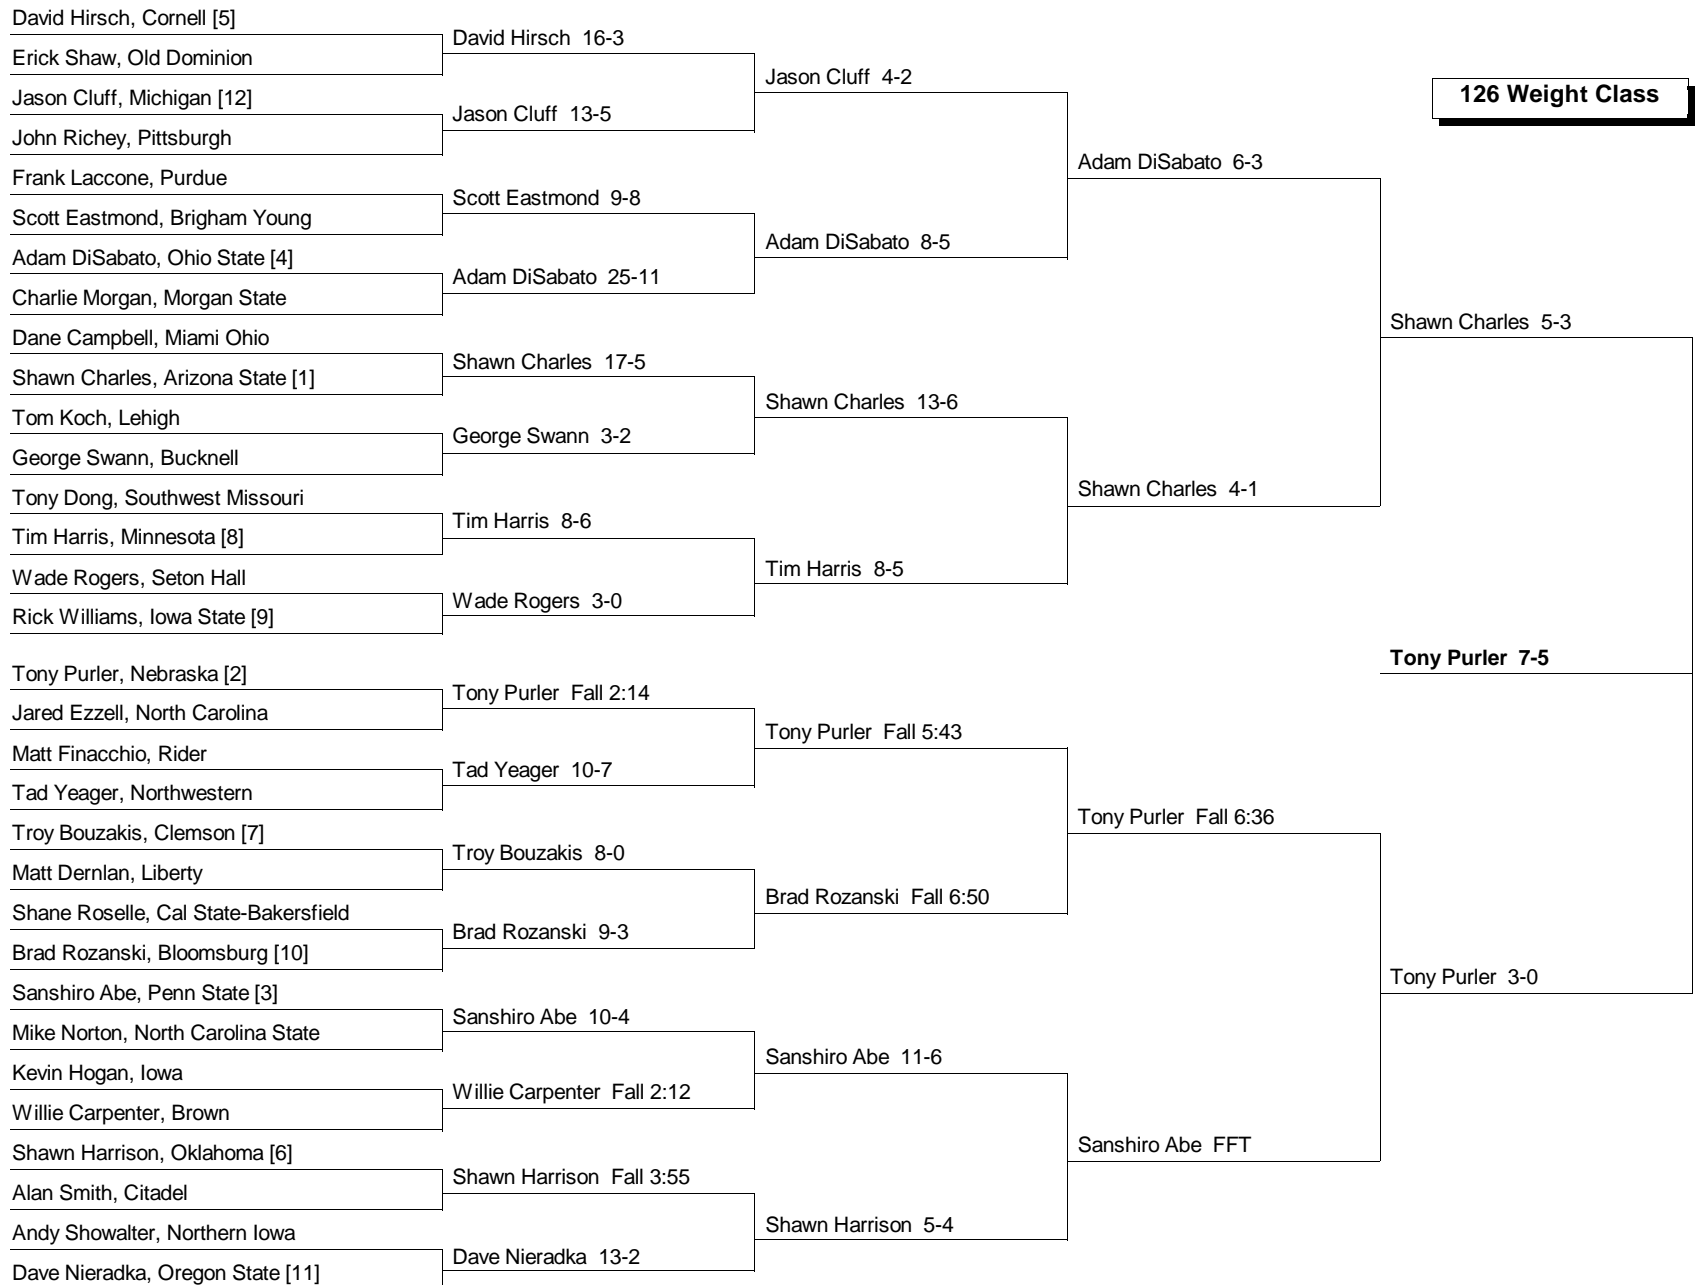 David Hirsch, Cornell [5]
Erick Shaw, Old Dominion
Jason Cluff, Michigan [12]
John Richey, Pittsburgh
Frank Laccone, Purdue
Scott Eastmond, Brigham Young
Adam DiSabato, Ohio State [4]
Charlie Morgan, Morgan State
Dane Campbell, Miami Ohio
Shawn Charles, Arizona State [1]
Tom Koch, Lehigh
George Swann, Bucknell
Tony Dong, Southwest Missouri
Tim Harris, Minnesota [8]
Wade Rogers, Seton Hall
Rick Williams, Iowa State [9]
Tony Purler, Nebraska [2]
Jared Ezzell, North Carolina
Matt Finacchio, Rider
Tad Yeager, Northwestern
Troy Bouzakis, Clemson [7]
Matt Dernlan, Liberty
Shane Roselle, Cal State-Bakersfield
Brad Rozanski, Bloomsburg [10]
Sanshiro Abe, Penn State [3]
Mike Norton, North Carolina State
Kevin Hogan, Iowa
Willie Carpenter, Brown
Shawn Harrison, Oklahoma [6]
Alan Smith, Citadel
Andy Showalter, Northern Iowa
Dave Nieradka, Oregon State [11]
David Hirsch 16-3
Jason Cluff 13-5
Scott Eastmond 9-8
Adam DiSabato 25-11
Shawn Charles 17-5
George Swann 3-2
Tim Harris 8-6
Wade Rogers 3-0
Tony Purler Fall 2:14
Tad Yeager 10-7
Troy Bouzakis 8-0
Brad Rozanski 9-3
Sanshiro Abe 10-4
Willie Carpenter Fall 2:12
Shawn Harrison Fall 3:55
Dave Nieradka 13-2
Jason Cluff 4-2
Adam DiSabato 8-5
Shawn Charles 13-6
Tim Harris 8-5
Tony Purler Fall 5:43
Brad Rozanski Fall 6:50
Sanshiro Abe 11-6
Shawn Harrison 5-4
Adam DiSabato 6-3
Shawn Charles 4-1
Tony Purler Fall 6:36
Sanshiro Abe FFT
126 Weight Class
Shawn Charles 5-3
Tony Purler 7-5
Tony Purler 3-0